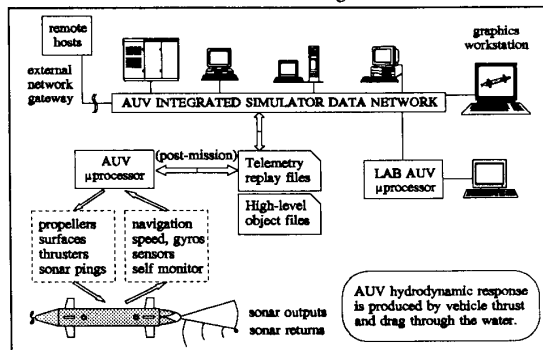 remote
hosts
graphics
workstation
external
network
gateway
AUV INTEGRATED SIMULATOR DATA NETWORK
AUV
μprocessor
(post-mission)
Telemetry
replay files
High-level
object files
LAB AUV
μprocessor
propellers
surfaces
thrusters
sonar pings
navigation
speed, gyros
sensors
self monitor
sonar outputs
sonar returns
AUV hydrodynamic response
is produced by vehicle thrust
and drag through the water.